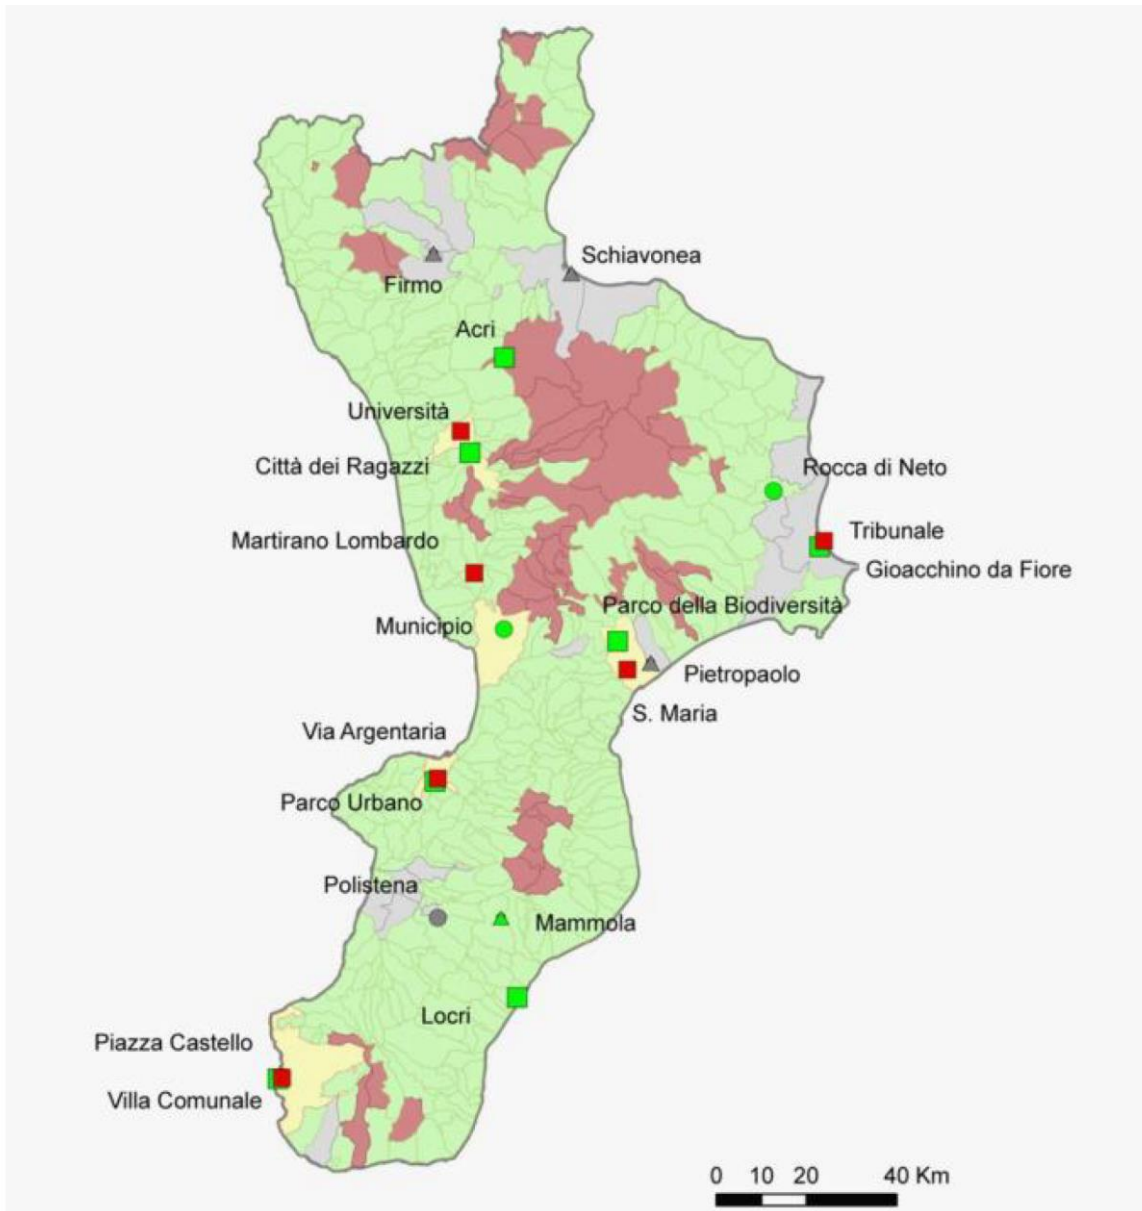 Schiavonea
Firmo
Acri
Università
Città dei Ragazzi
Rocca di Neto
Tribunale
Martirano Lombardo
Gioacchino da Fiore
Parco della Biodiversità
Municipio
Pietropaolo
S. Maria
Via Argentaria
Parco Urbano
Polistena
Mammola
Locri
Piazza Castello
Villa Comunale
0 10 20 40 Km